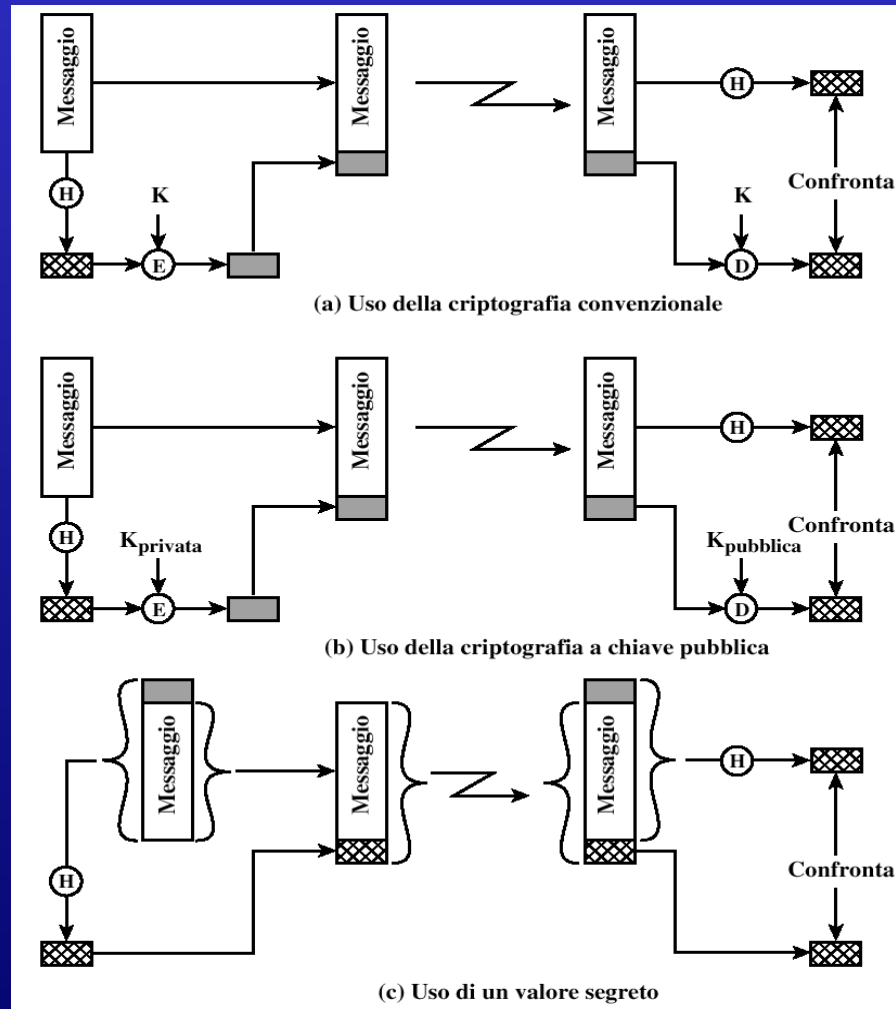 Messaggio
Messaggio
Messaggio
H
H
K
K
Confronta
E
D
(a) Uso della criptografia convenzionale
Messaggio
Messaggio
Messaggio
H
H
Kprivata
Kpubblica
Confronta
E
D
(b) Uso della criptografia a chiave pubblica
Messaggio
Messaggio
Messaggio
H
H
Confronta
(c) Uso di un valore segreto